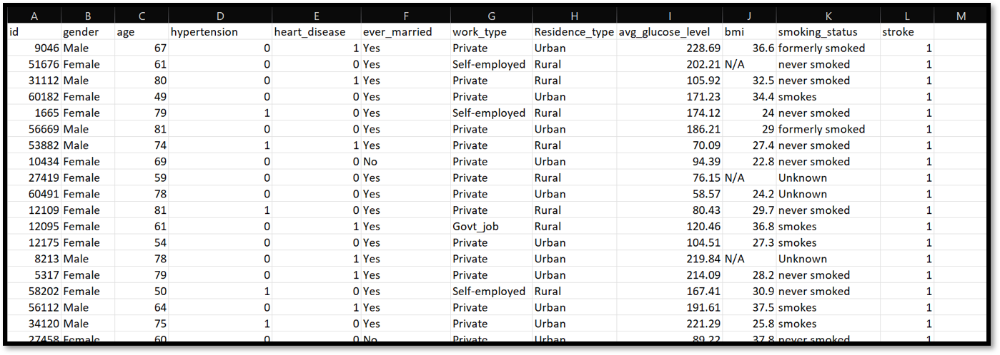 A B C D E F G H I J K L M
id gender age hypertension heart_disease ever_married work_type Residence_type avg_glucose_level bmi smoking_status stroke
9046 Male 67 0 1 Yes Private Urban 228.69 36.6 formerly smoked 1
51676 Female 61 0 0 Yes Self-employed Rural 202.21 N/A never smoked 1
31112 Male 80 0 1 Yes Private Rural 105.92 32.5 never smoked 1
60182 Female 49 0 0 Yes Private Urban 171.23 34.4 smokes 1
1665 Female 79 1 0 Yes Self-employed Rural 174.12 24 never smoked 1
56669 Male 81 0 0 Yes Private Urban 186.21 29 formerly smoked 1
53882 Male 74 1 1 Yes Private Rural 70.09 27.4 never smoked 1
10434 Female 69 0 0 No Private Urban 94.39 22.8 never smoked 1
27419 Female 59 0 0 Yes Private Rural 76.15 N/A Unknown 1
60491 Female 78 0 0 Yes Private Urban 58.57 24.2 Unknown 1
12109 Female 81 1 0 Yes Private Rural 80.43 29.7 never smoked 1
12095 Female 61 0 1 Yes Govt_job Rural 120.46 36.8 smokes 1
12175 Female 54 0 0 Yes Private Urban 104.51 27.3 smokes 1
8213 Male 78 0 1 Yes Private Urban 219.84 N/A Unknown 1
5317 Female 79 0 1 Yes Private Urban 214.09 28.2 never smoked 1
58202 Female 50 1 0 Yes Self-employed Rural 167.41 30.9 never smoked 1
56112 Male 64 0 1 Yes Private Urban 191.61 37.5 smokes 1
34120 Male 75 1 0 Yes Private Urban 221.29 25.8 smokes 1
27458 Female 60 0 0 No Private Urban 89.22 37.8 never smoked 1